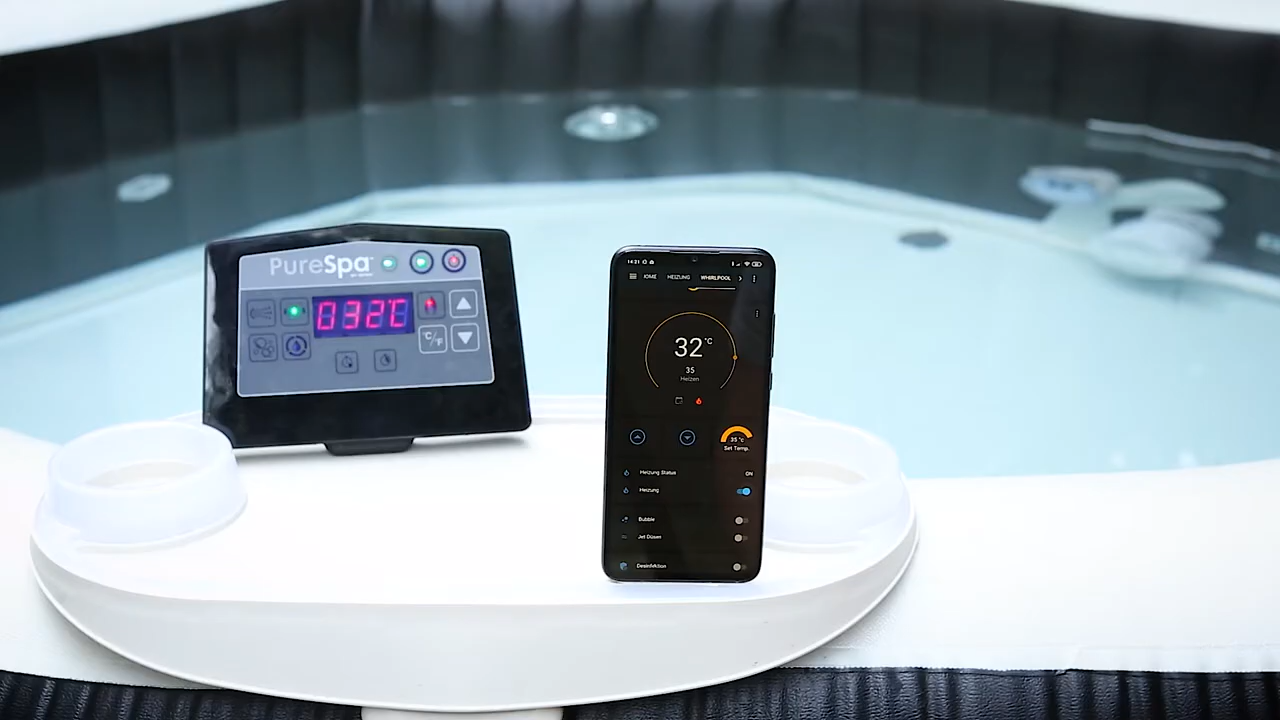 PureSpa
032°C
°C/°F
14:31
HOME HEIZUNG WHIRLPOOL
32 °C
35
Heizen
35 °C
Set Temp.
Heizung Status ON
Heizung
Bubble
Jet Düsen
Desinfektion